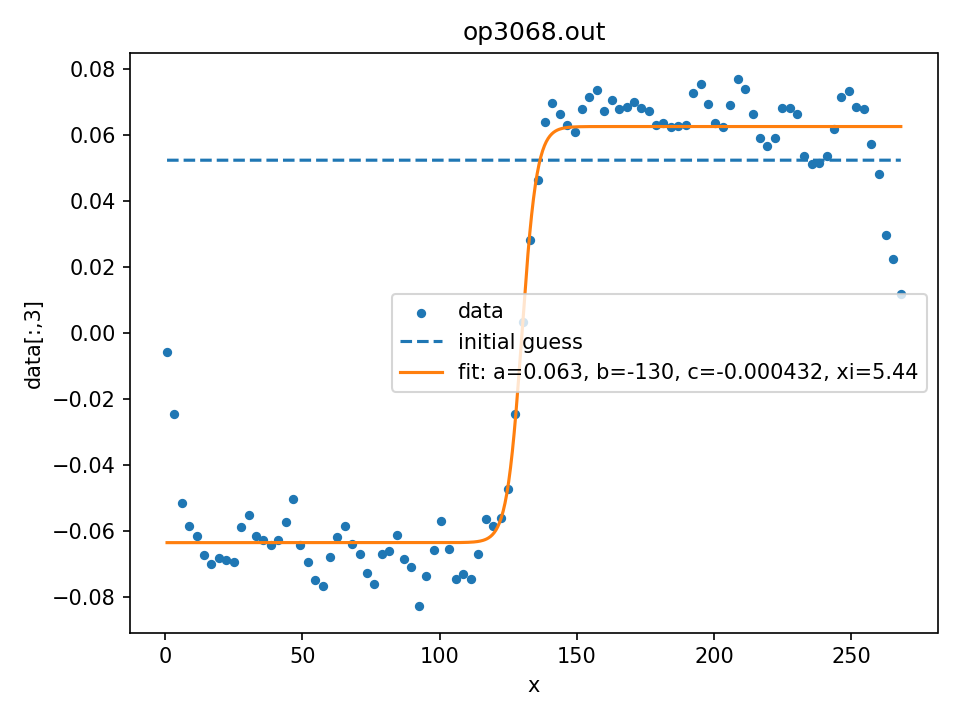 op3068.out
0.08
0.06
0.04
0.02
0.00
−0.02
−0.04
−0.06
−0.08
data[:,3]
data
initial guess
fit: a=0.063, b=-130, c=-0.000432, xi=5.44
0 50 100 150 200 250
x